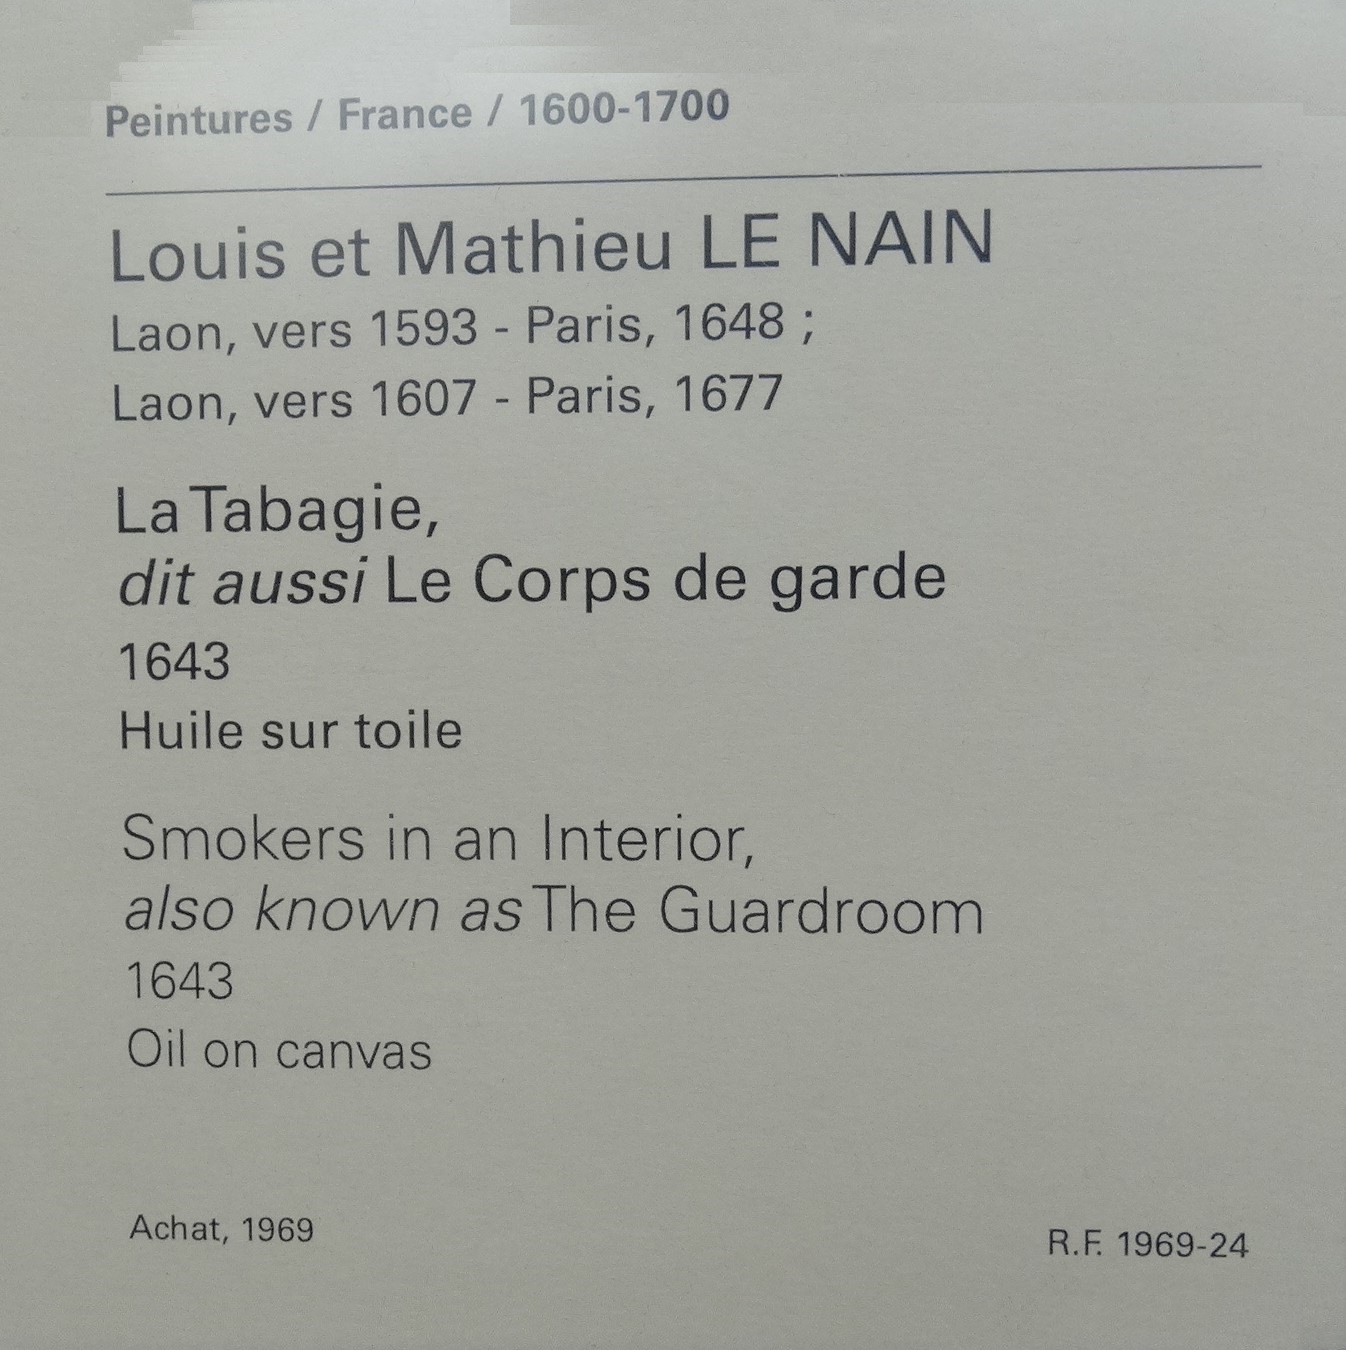 Peintures / France / 1600-1700
Louis et Mathieu LE NAIN
Laon, vers 1593 - Paris, 1648 ;
Laon, vers 1607 - Paris, 1677
La Tabagie,
dit aussi Le Corps de garde
1643
Huile sur toile
Smokers in an Interior,
also known as The Guardroom
1643
Oil on canvas
Achat, 1969
R.F. 1969-24